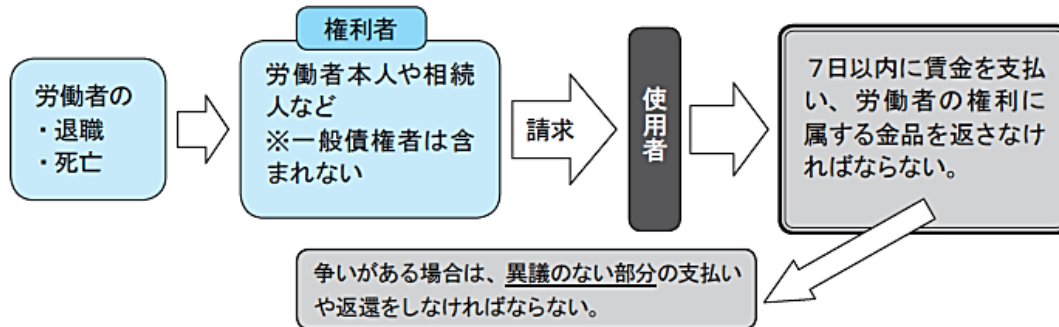 労働者の
・退職
・死亡
権利者
労働者本人や相続
人など
※一般債権者は含
まれない
請求
使用者
７日以内に賃金を支払
い、労働者の権利に
属する金品を返さなけ
ればならない。
争いがある場合は、異議のない部分の支払い
や返還をしなければならない。